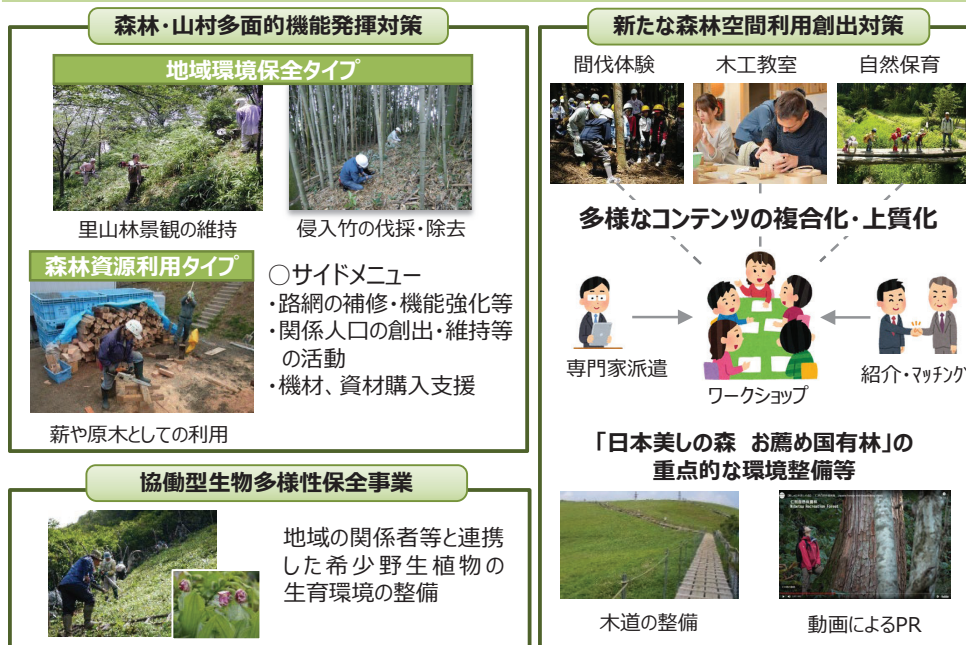 森林・山村多面的機能発揮対策
地域環境保全タイプ
里山林景観の維持
侵入竹の伐採・除去
森林資源利用タイプ
薪や原木としての利用
○サイドメニュー
・路網の補修・機能強化等
・関係人口の創出・維持等
の活動
・機材、資材購入支援
協働型生物多様性保全事業
地域の関係者等と連携
した希少野生植物の
生育環境の整備
新たな森林空間利用創出対策
間伐体験
木工教室
自然保育
多様なコンテンツの複合化・上質化
専門家派遣
ワークショップ
紹介・マッチング
「日本美しの森 お薦め国有林」の
重点的な環境整備等
木道の整備
動画によるPR